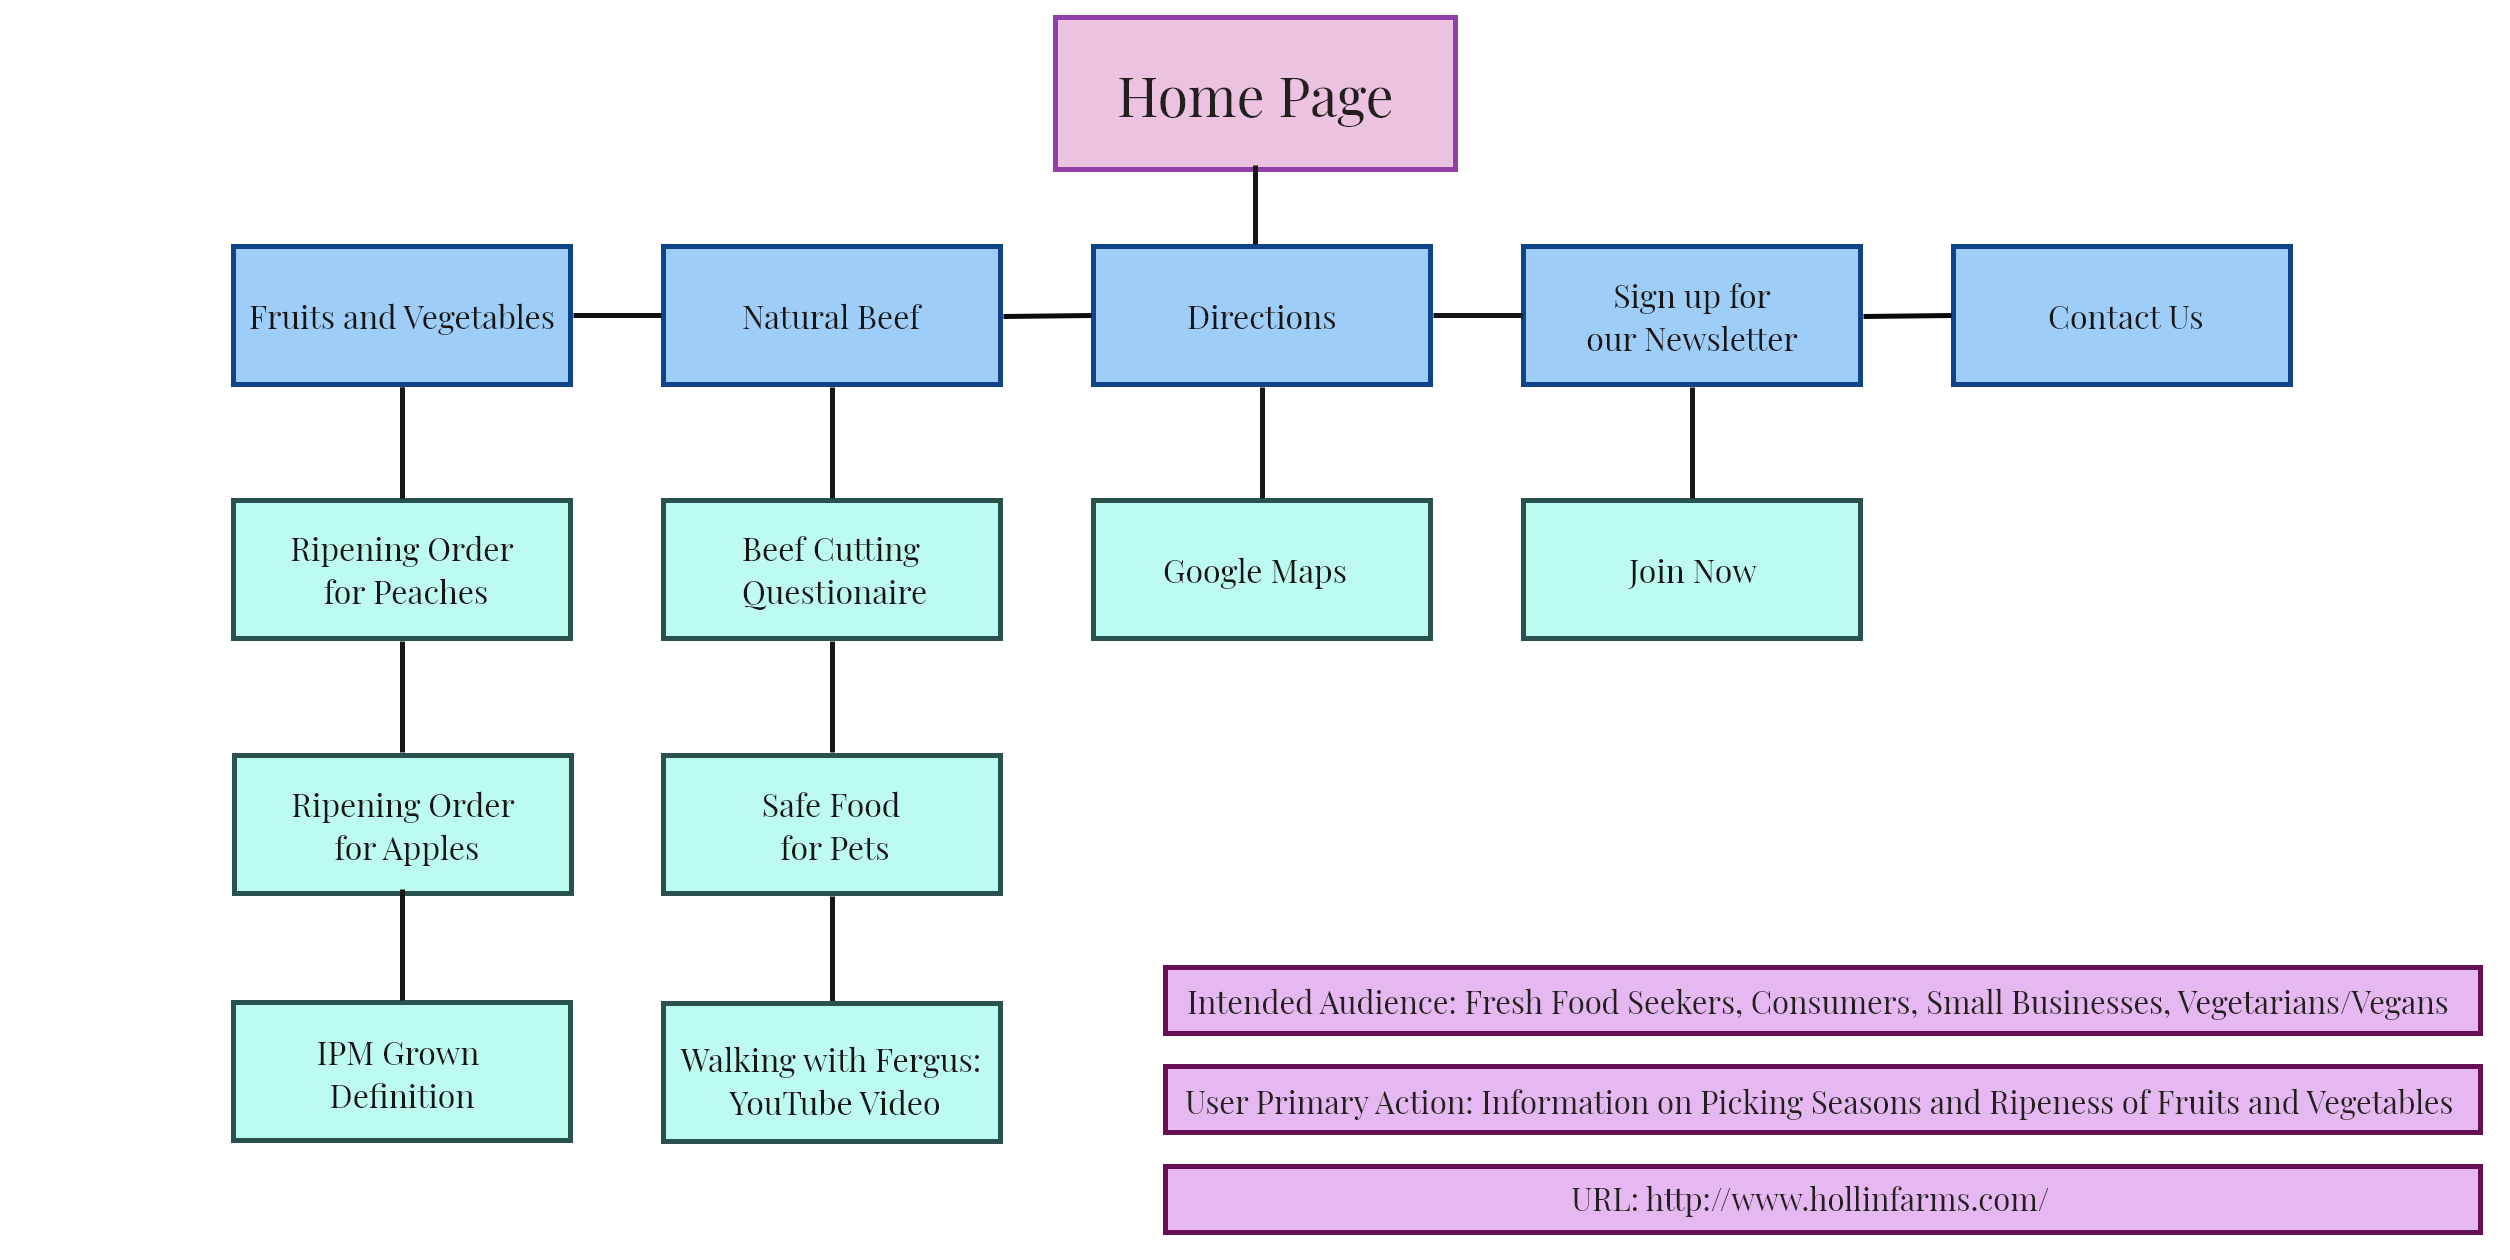 Home Page
Fruits and Vegetables
Natural Beef
Directions
Sign up for
our Newsletter
Contact Us
Ripening Order
for Peaches
Beef Cutting
Questionaire
Google Maps
Join Now
Ripening Order
for Apples
Safe Food
for Pets
IPM Grown
Definition
Walking with Fergus:
YouTube Video
Intended Audience: Fresh Food Seekers, Consumers, Small Businesses, Vegetarians/Vegans
User Primary Action: Information on Picking Seasons and Ripeness of Fruits and Vegetables
URL: http://www.hollinfarms.com/